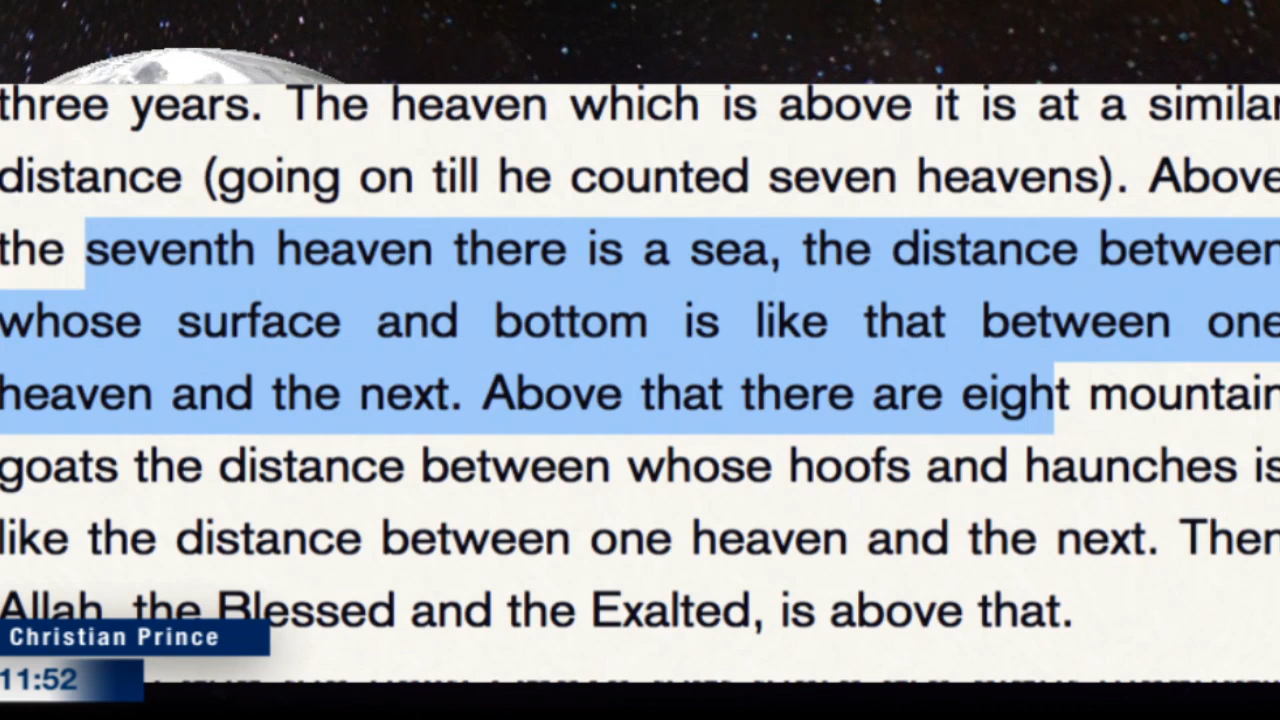 three years. The heaven which is above it is at a similar
distance (going on till he counted seven heavens). Above
the seventh heaven there is a sea, the distance between
whose surface and bottom is like that between one
heaven and the next. Above that there are eight mountain
goats the distance between whose hoofs and haunches is
like the distance between one heaven and the next. Then
Allah, the Blessed and the Exalted, is above that.
Christian Prince
11:52